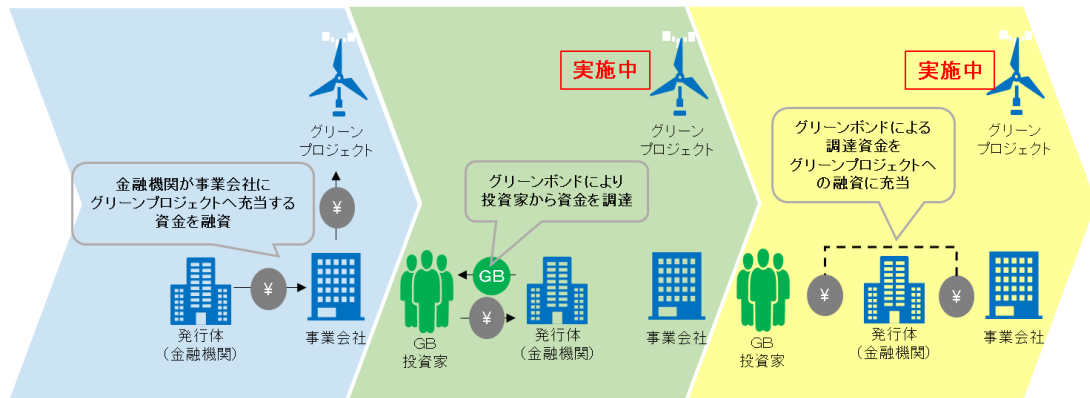 グリーン
プロジェクト
金融機関が事業会社に
グリーンプロジェクトへ充当する
資金を融資
¥
¥
発行体
(金融機関)
事業会社
実施中
グリーン
プロジェクト
グリーンボンドにより
投資家から資金を調達
GB
¥
GB
投資家
発行体
(金融機関)
事業会社
実施中
グリーン
プロジェクト
グリーンボンドによる
調達資金を
グリーンプロジェクトへ
の融資に充当
¥
¥
GB
投資家
発行体
(金融機関)
事業会社